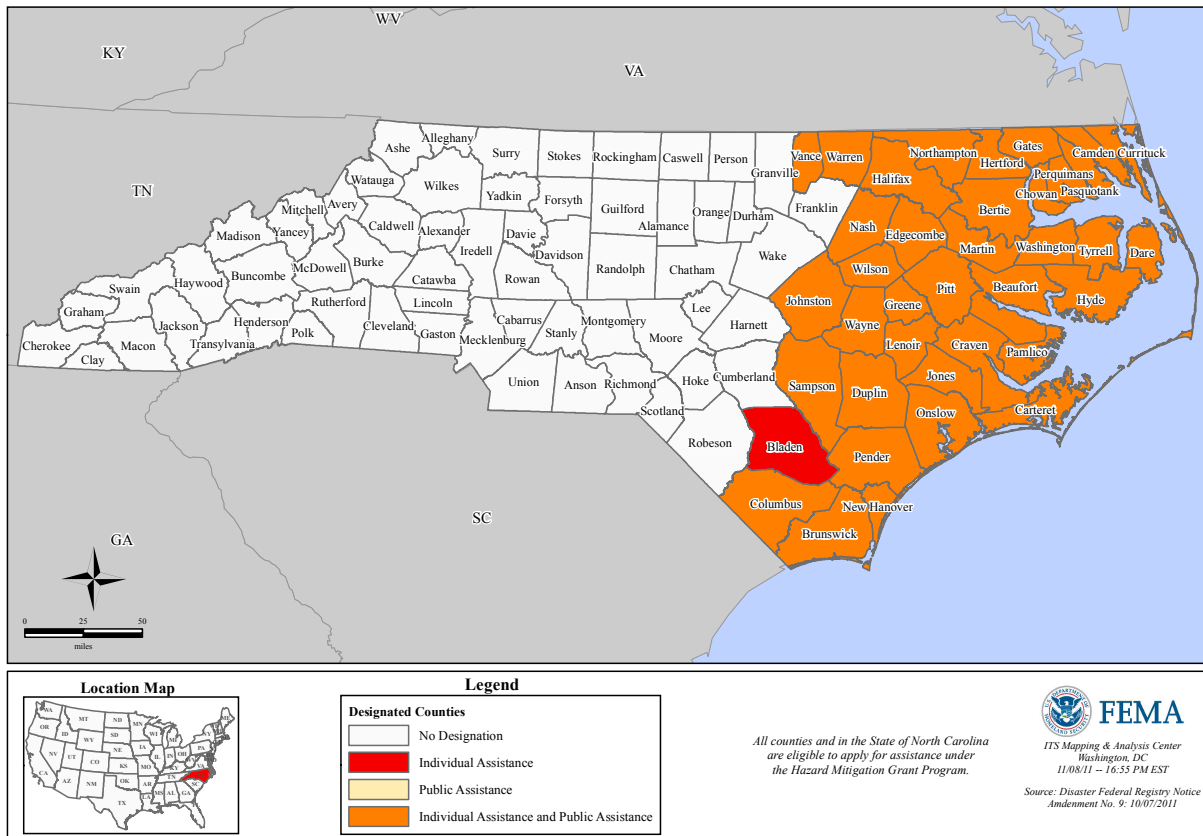 WV
KY
VA
TN
SC
GA
Ashe
Alleghany
Surry
Stokes
Rockingham
Caswell
Person
Granville
Vance
Warren
Northampton
Gates
Hertford
Camden
Currituck
Halifax
Perquimans
Chowan
Pasquotank
Watauga
Wilkes
Yadkin
Forsyth
Guilford
Alamance
Orange
Durham
Franklin
Nash
Edgecombe
Bertie
Mitchell
Avery
Caldwell
Alexander
Iredell
Davie
Davidson
Randolph
Chatham
Wake
Wilson
Martin
Washington
Tyrrell
Dare
Madison
Yancey
McDowell
Burke
Catawba
Rowan
Buncombe
Haywood
Swain
Graham
Cherokee
Clay
Macon
Jackson
Transylvania
Henderson
Polk
Rutherford
Cleveland
Lincoln
Gaston
Mecklenburg
Cabarrus
Stanly
Montgomery
Moore
Lee
Harnett
Johnston
Wayne
Greene
Pitt
Beaufort
Hyde
Lenoir
Craven
Pamlico
Union
Anson
Richmond
Scotland
Hoke
Cumberland
Sampson
Duplin
Jones
Onslow
Carteret
Robeson
Bladen
Pender
Columbus
New Hanover
Brunswick
0 25 50
miles
Location Map
WA
OR
CA
NV
ID
MT
WY
UT
AZ
CO
NM
ND
SD
NE
KS
OK
TX
MN
IA
MO
AR
LA
WI
IL
MS
MI
IN
KY
TN
AL
OH
GA
SC
VA
PA
NY
ME
Legend
Designated Counties
No Designation
Individual Assistance
Public Assistance
Individual Assistance and Public Assistance
All counties and in the State of North Carolina
are eligible to apply for assistance under
the Hazard Mitigation Grant Program.
FEMA
ITS Mapping & Analysis Center
Washington, DC
11/08/11 -- 16:55 PM EST
Source: Disaster Federal Registry Notice
Amdenment No. 9: 10/07/2011